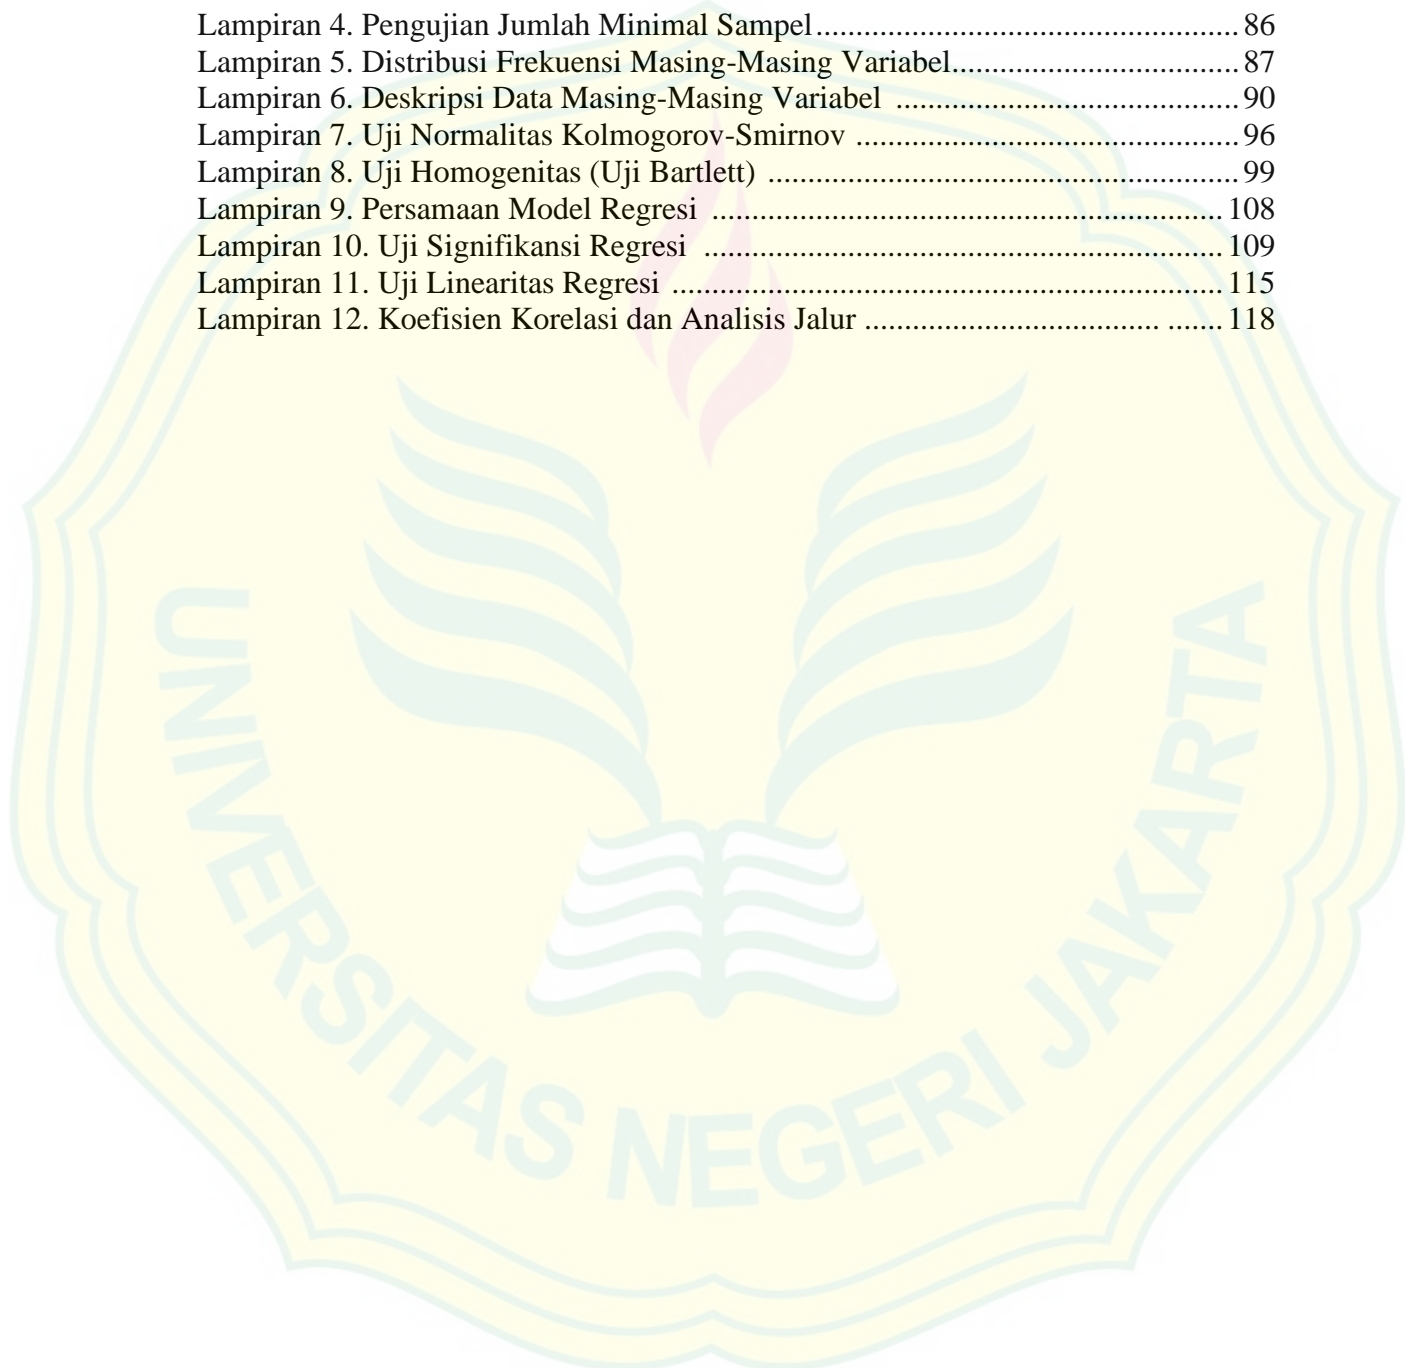 Lampiran 4. Pengujian Jumlah Minimal Sampel.................................................... 86
Lampiran 5. Distribusi Frekuensi Masing-Masing Variabel.................................... 87
Lampiran 6. Deskripsi Data Masing-Masing Variabel ........................................... 90
Lampiran 7. Uji Normalitas Kolmogorov-Smirnov ................................................ 96
Lampiran 8. Uji Homogenitas (Uji Bartlett) ........................................................... 99
Lampiran 9. Persamaan Model Regresi ................................................................ 108
Lampiran 10. Uji Signifikansi Regresi ................................................................. 109
Lampiran 11. Uji Linearitas Regresi ..................................................................... 115
Lampiran 12. Koefisien Korelasi dan Analisis Jalur ..................................... ....... 118
UNIVERSITAS NEGERI JAKARTA